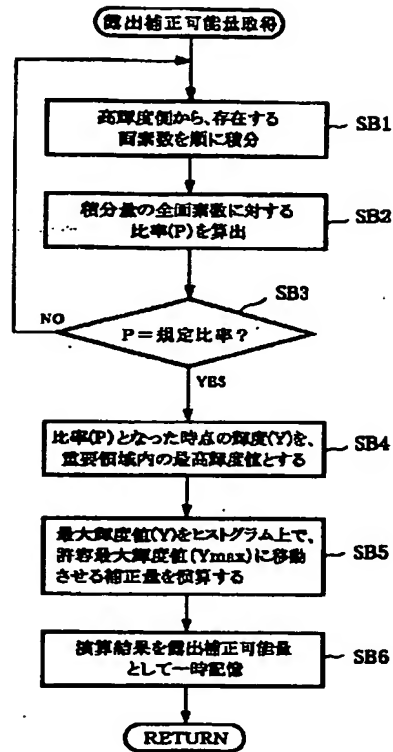 露出補正可能量取得
高輝度側から、存在する
画素数を順に積分
SB1
積分量の全画素数に対する
比率(P)を算出
SB2
SB3
P＝規定比率？
NO
YES
比率(P)となった時点の輝度(Y)を、
重要領域内の最高輝度値とする
SB4
最大輝度値(Y)をヒストグラム上で、
許容最大輝度値(Ymax)に移動
させる補正量を演算する
SB5
演算結果を露出補正可能量
として一時記憶
SB6
RETURN